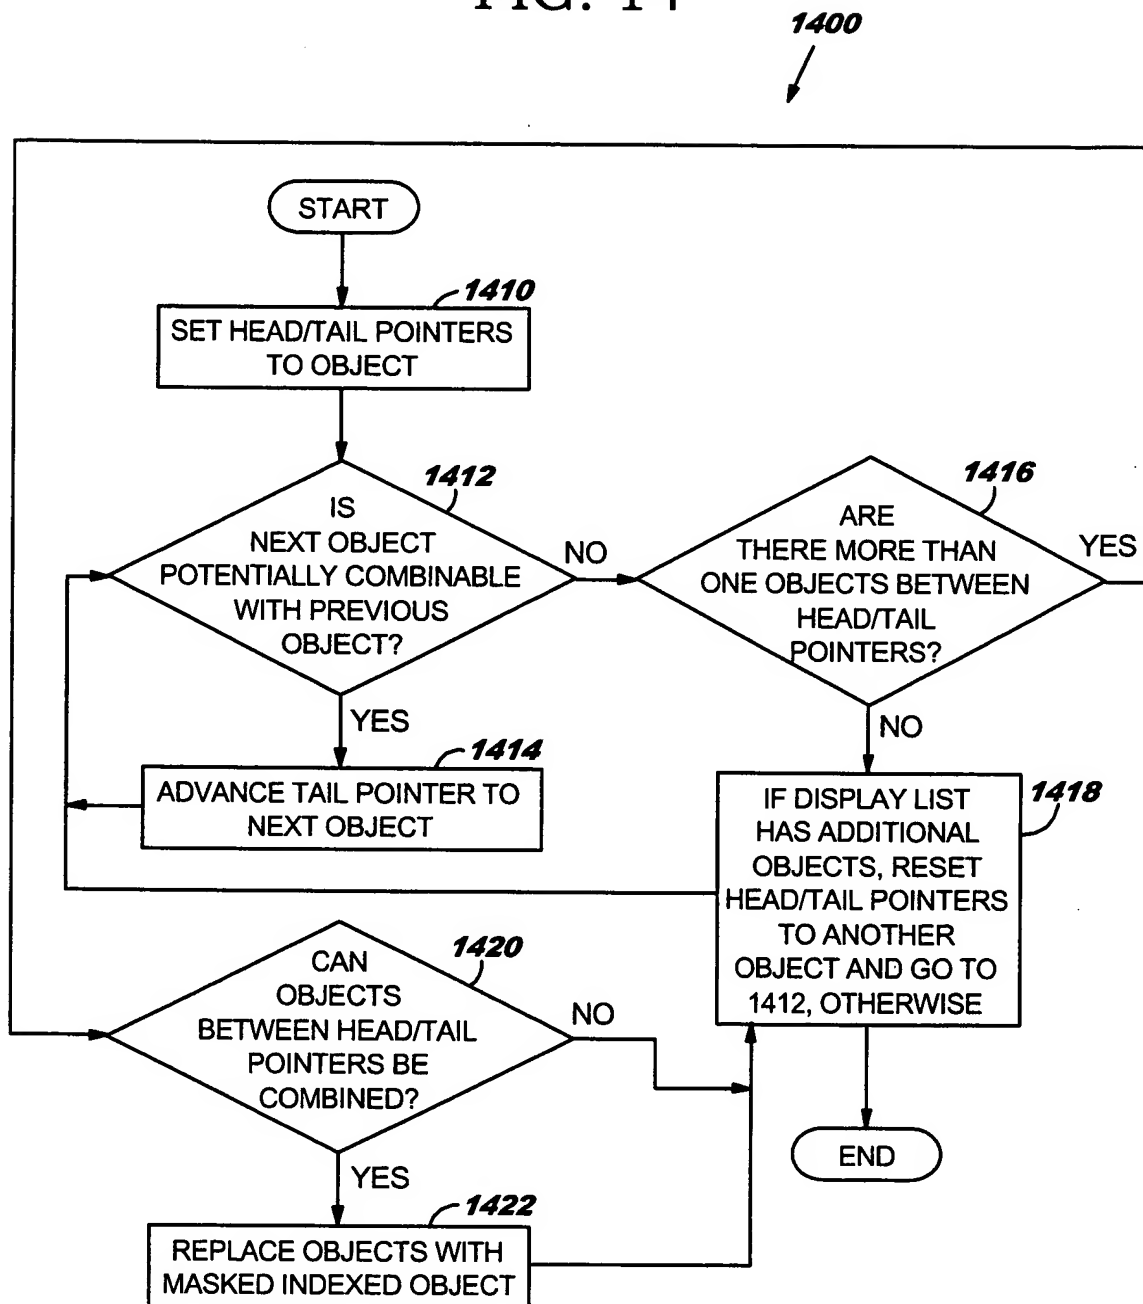 FIG. 14
1400
START
1410
SET HEAD/TAIL POINTERS
TO OBJECT
1412
IS
NEXT OBJECT
POTENTIALLY COMBINABLE
WITH PREVIOUS
OBJECT?
NO
1416
ARE
THERE MORE THAN
ONE OBJECTS BETWEEN
HEAD/TAIL
POINTERS?
YES
YES
NO
1414
ADVANCE TAIL POINTER TO
NEXT OBJECT
1418
IF DISPLAY LIST
HAS ADDITIONAL
OBJECTS, RESET
HEAD/TAIL POINTERS
TO ANOTHER
OBJECT AND GO TO
1412, OTHERWISE
1420
CAN
OBJECTS
BETWEEN HEAD/TAIL
POINTERS BE
COMBINED?
NO
YES
END
1422
REPLACE OBJECTS WITH
MASKED INDEXED OBJECT